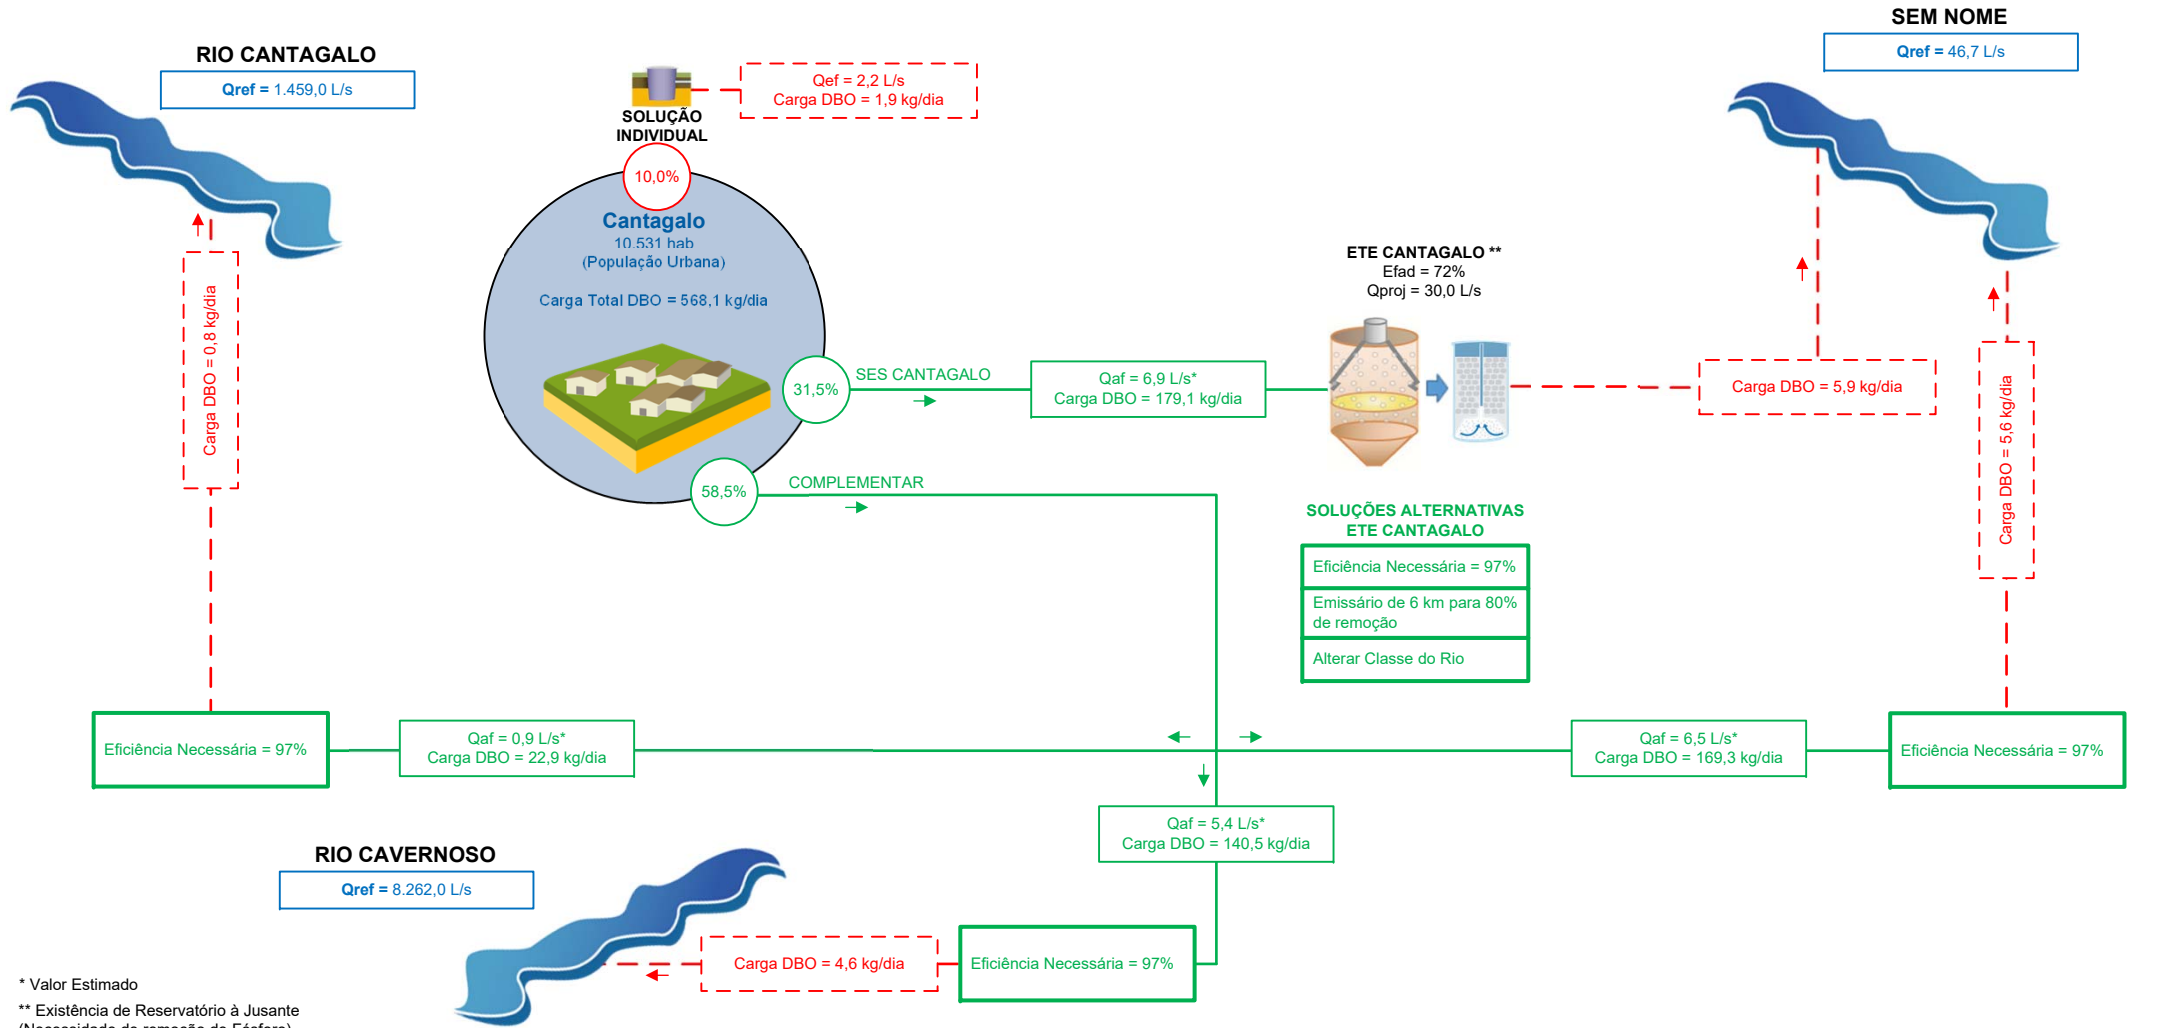 SEM NOME
Qref = 46,7 L/s
RIO CANTAGALO
Qref = 1.459,0 L/s
Qef = 2,2 L/s
Carga DBO = 1,9 kg/dia
SOLUÇÃO
INDIVIDUAL
10,0%
Cantagalo
10.531 hab
(População Urbana)
Carga Total DBO = 568,1 kg/dia
ETE CANTAGALO **
Efad = 72%
Qproj = 30,0 L/s
Carga DBO = 0,8 kg/dia
31,5%
SES CANTAGALO
Qaf = 6,9 L/s*
Carga DBO = 179,1 kg/dia
Carga DBO = 5,9 kg/dia
Carga DBO = 5,6 kg/dia
58,5%
COMPLEMENTAR
SOLUÇÕES ALTERNATIVAS
ETE CANTAGALO
Eficiência Necessária = 97%
Emissário de 6 km para 80%
de remoção
Alterar Classe do Rio
Eficiência Necessária = 97%
Qaf = 0,9 L/s*
Carga DBO = 22,9 kg/dia
Qaf = 6,5 L/s*
Carga DBO = 169,3 kg/dia
Eficiência Necessária = 97%
Qaf = 5,4 L/s*
Carga DBO = 140,5 kg/dia
RIO CAVERNOSO
Qref = 8.262,0 L/s
Carga DBO = 4,6 kg/dia
Eficiência Necessária = 97%
* Valor Estimado
** Existência de Reservatório à Jusante
(Necessidade de remoção de Fósforo)